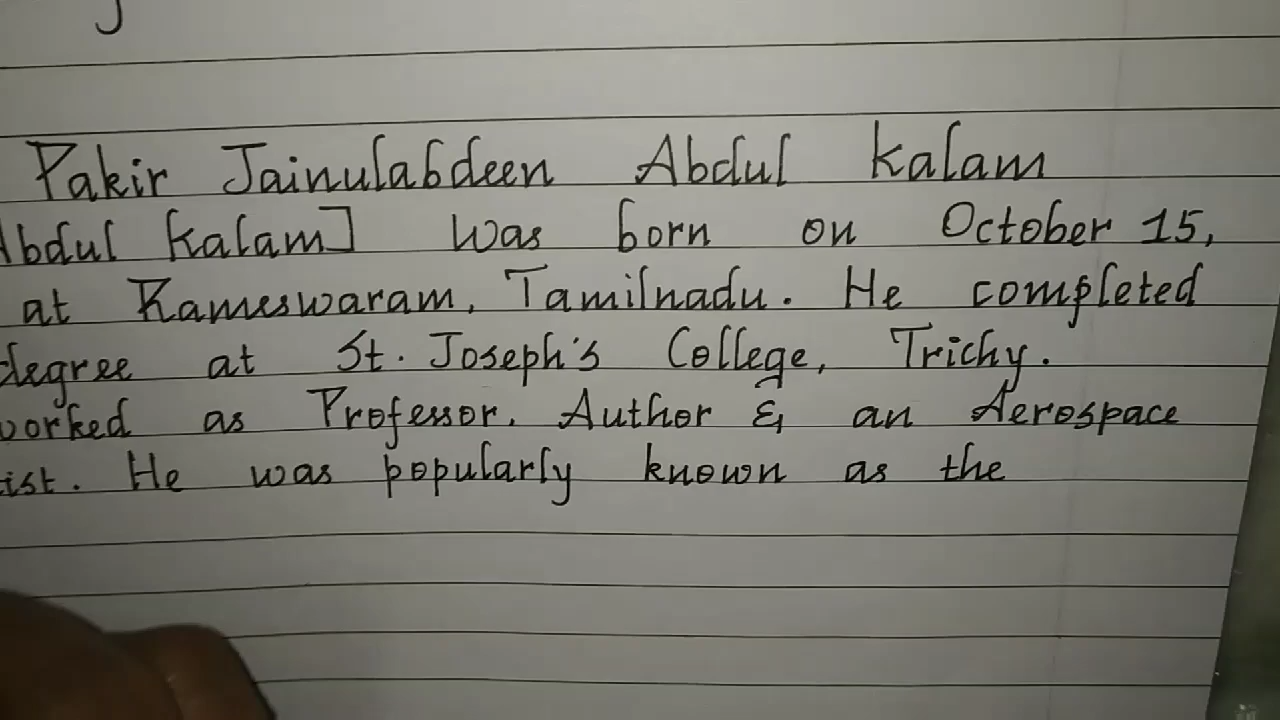 Pakir Jainulabdeen Abdul Kalam
Abdul Kalam] was born on October 15,
at Rameswaram, Tamilnadu. He completed
degree at St. Joseph's College, Trichy.
worked as Professor, Author & an Aerospace
ist. He was popularly known as the